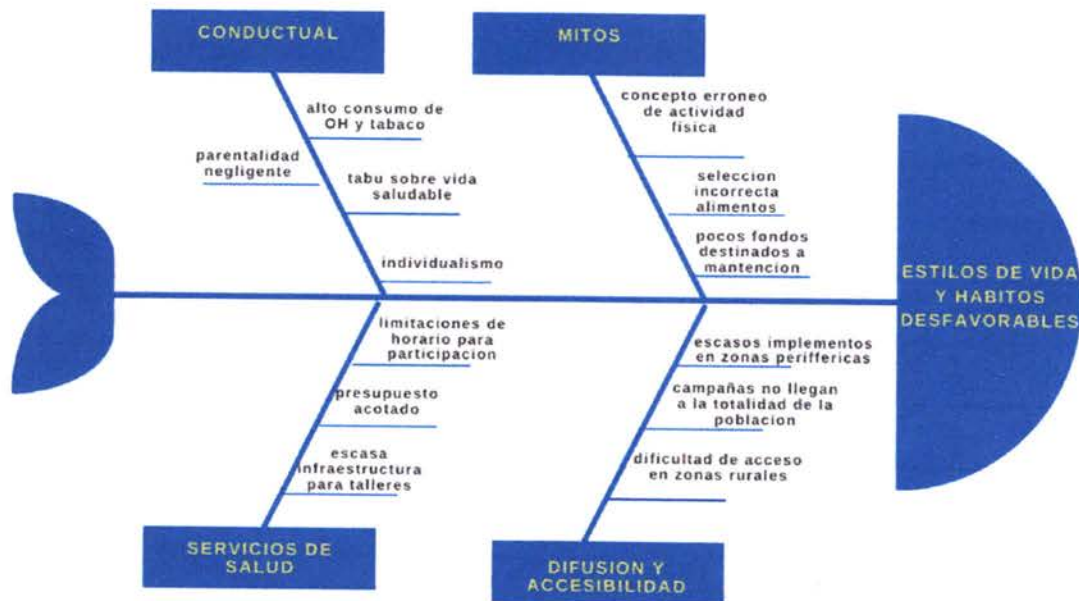 CONDUCTUAL
alto consumo de
OH y tabaco
parentalidad
negligente
tabu sobre vida
saludable
individualismo
MITOS
concepto erroneo
de actividad
fisica
seleccion
incorrecta
alimentos
pocos fondos
destinados a
mantencion
ESTILOS DE VIDA
Y HABITOS
DESFAVORABLES
limitaciones de
horario para
participacion
presupuesto
acotado
escasa
infraestructura
para talleres
SERVICIOS DE
SALUD
escasos implementos
en zonas periffericas
campañas no llegan
a la totalidad de la
poblacion
dificultad de acceso
en zonas rurales
DIFUSION Y
ACCESIBILIDAD